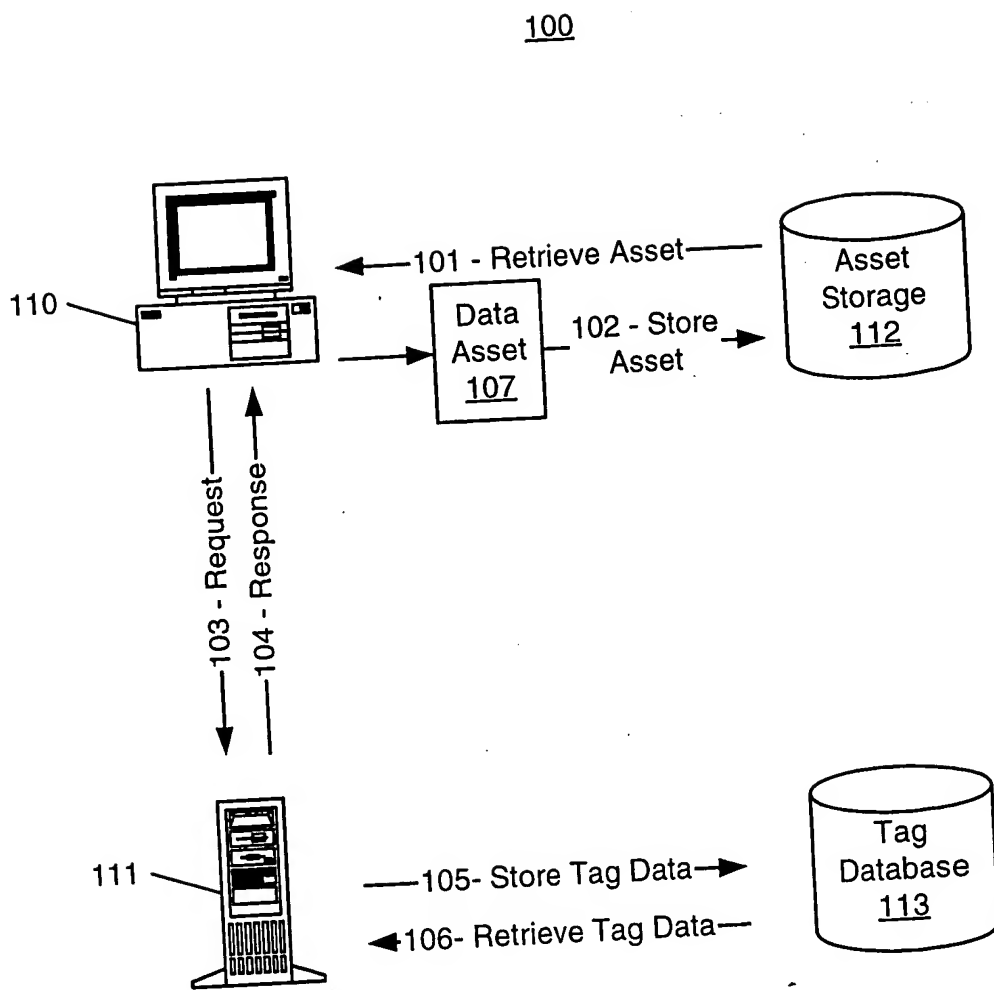 100
101 - Retrieve Asset
Asset
Storage
112
110
Data
Asset
107
102 - Store
Asset
103 - Request
104 - Response
111
105- Store Tag Data
106- Retrieve Tag Data
Tag
Database
113